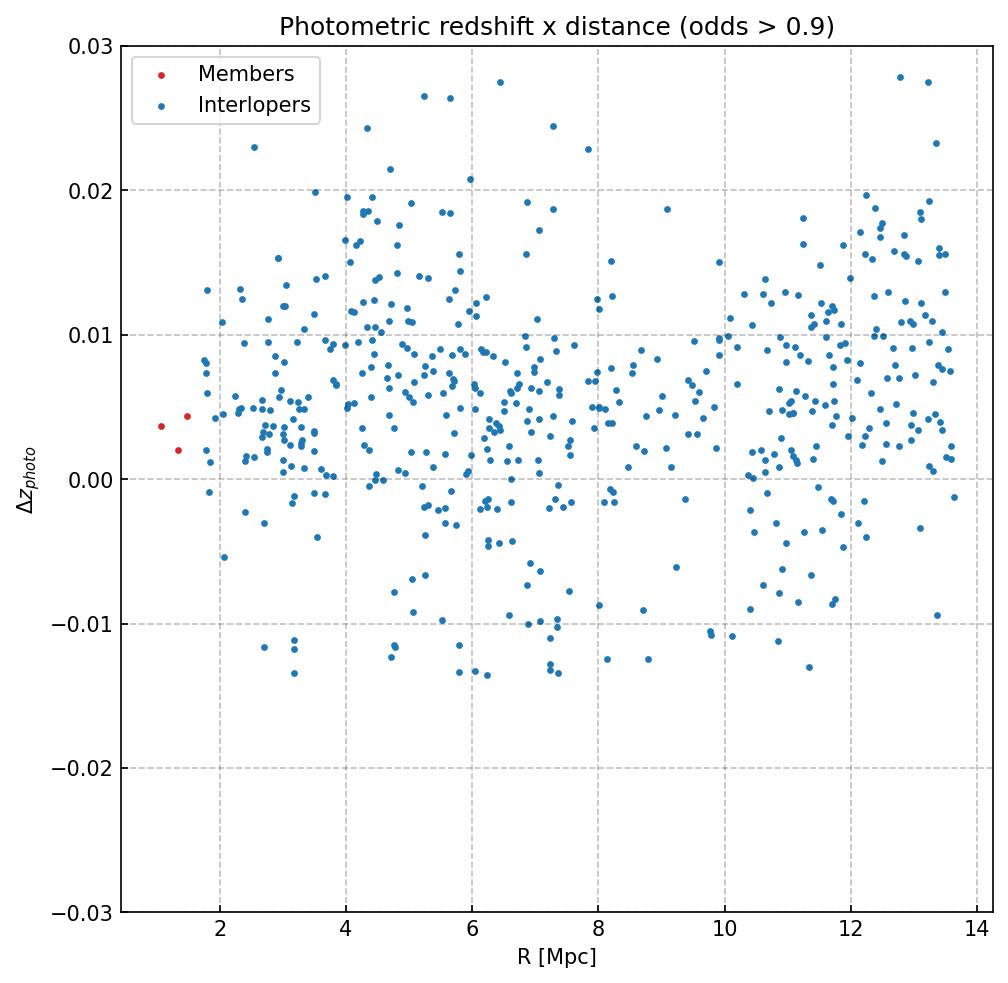 Photometric redshift x distance (odds > 0.9)
Members
Interlopers
0.03
0.02
0.01
0.00
−0.01
−0.02
−0.03
Δz_photo
2 4 6 8 10 12 14
R [Mpc]